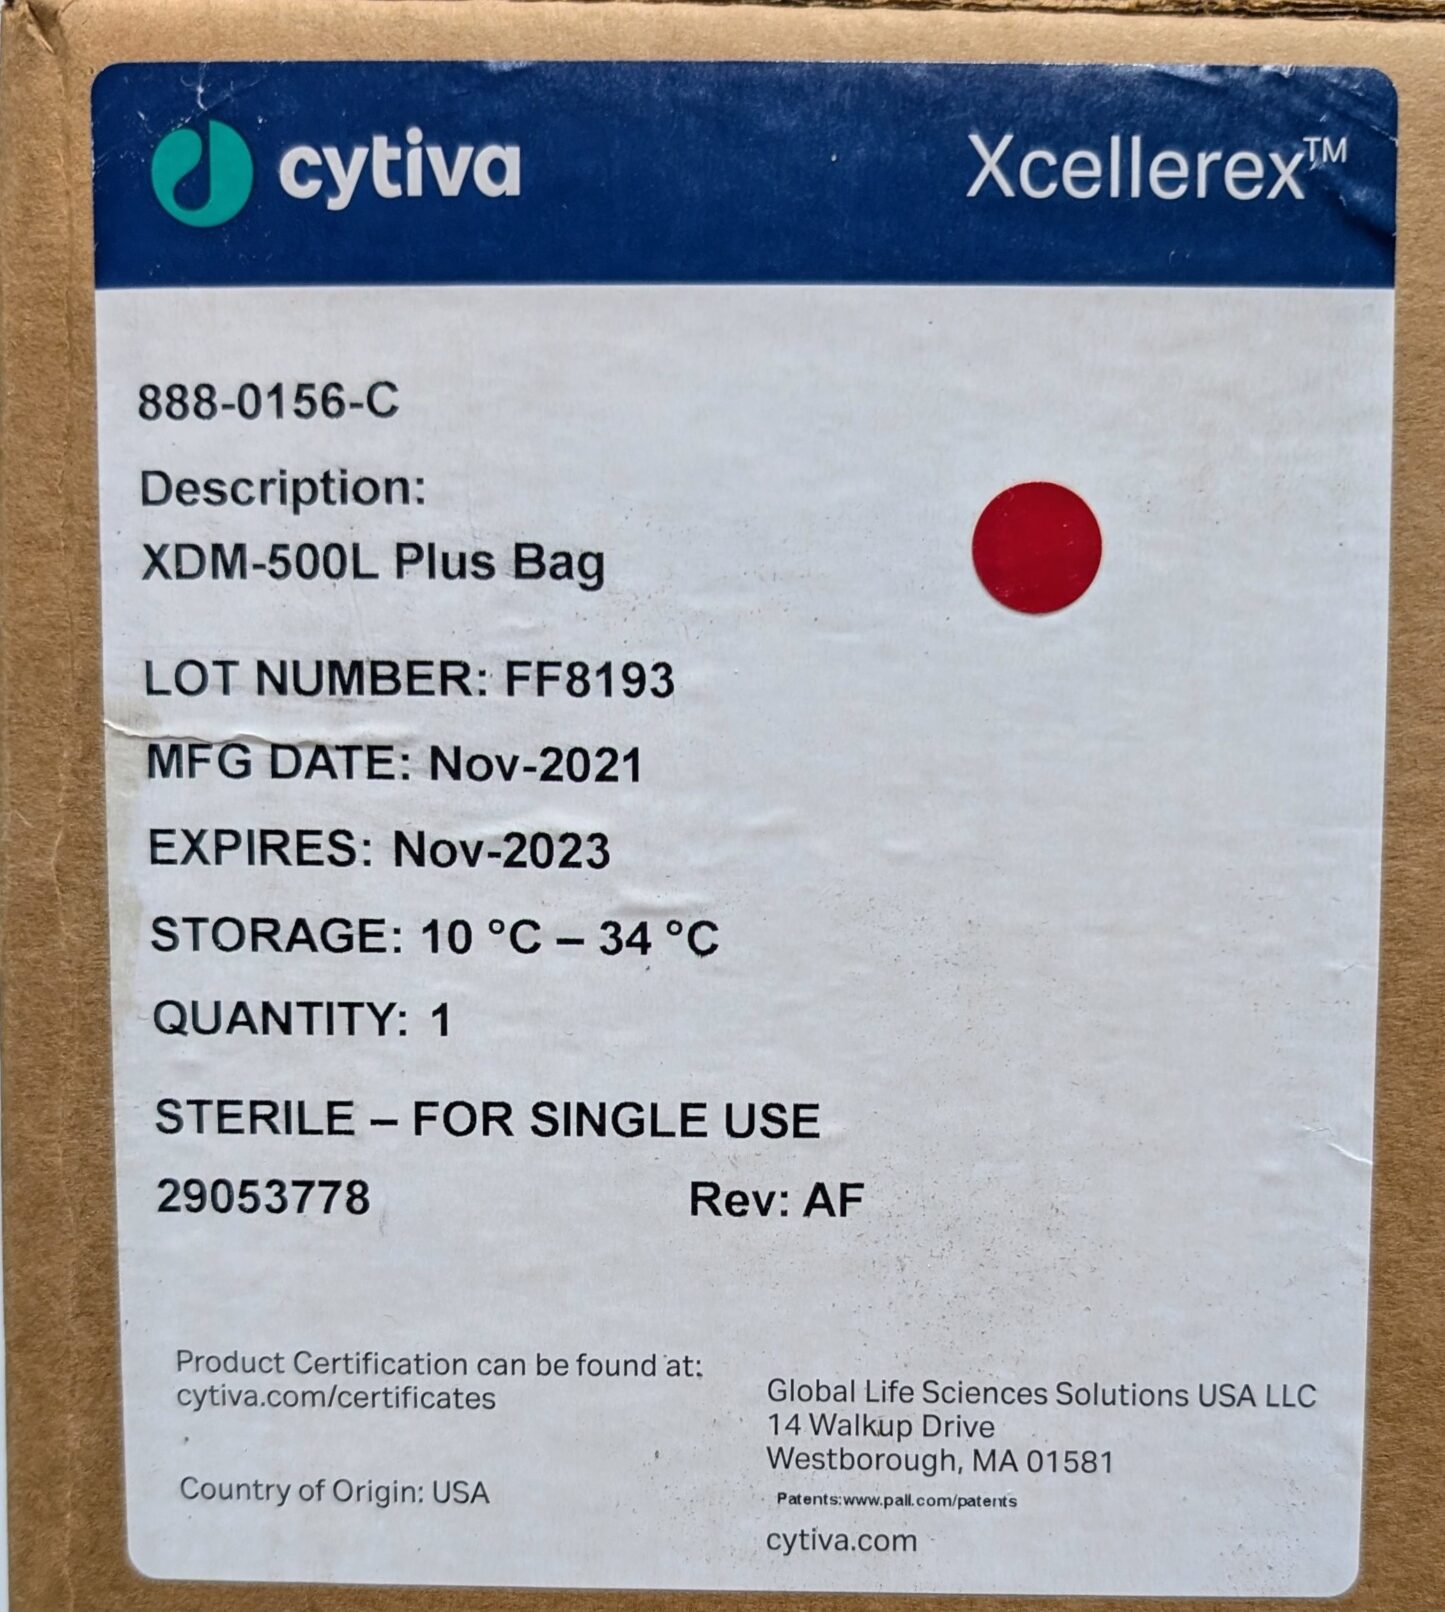 cytiva
Xcellerex™
888-0156-C
Description:
XDM-500L Plus Bag
LOT NUMBER: FF8193
MFG DATE: Nov-2021
EXPIRES: Nov-2023
STORAGE: 10 °C – 34 °C
QUANTITY: 1
STERILE – FOR SINGLE USE
29053778 Rev: AF
Product Certification can be found at:
cytiva.com/certificates
Country of Origin: USA
Global Life Sciences Solutions USA LLC
14 Walkup Drive
Westborough, MA 01581
Patents:www.pall.com/patents
cytiva.com